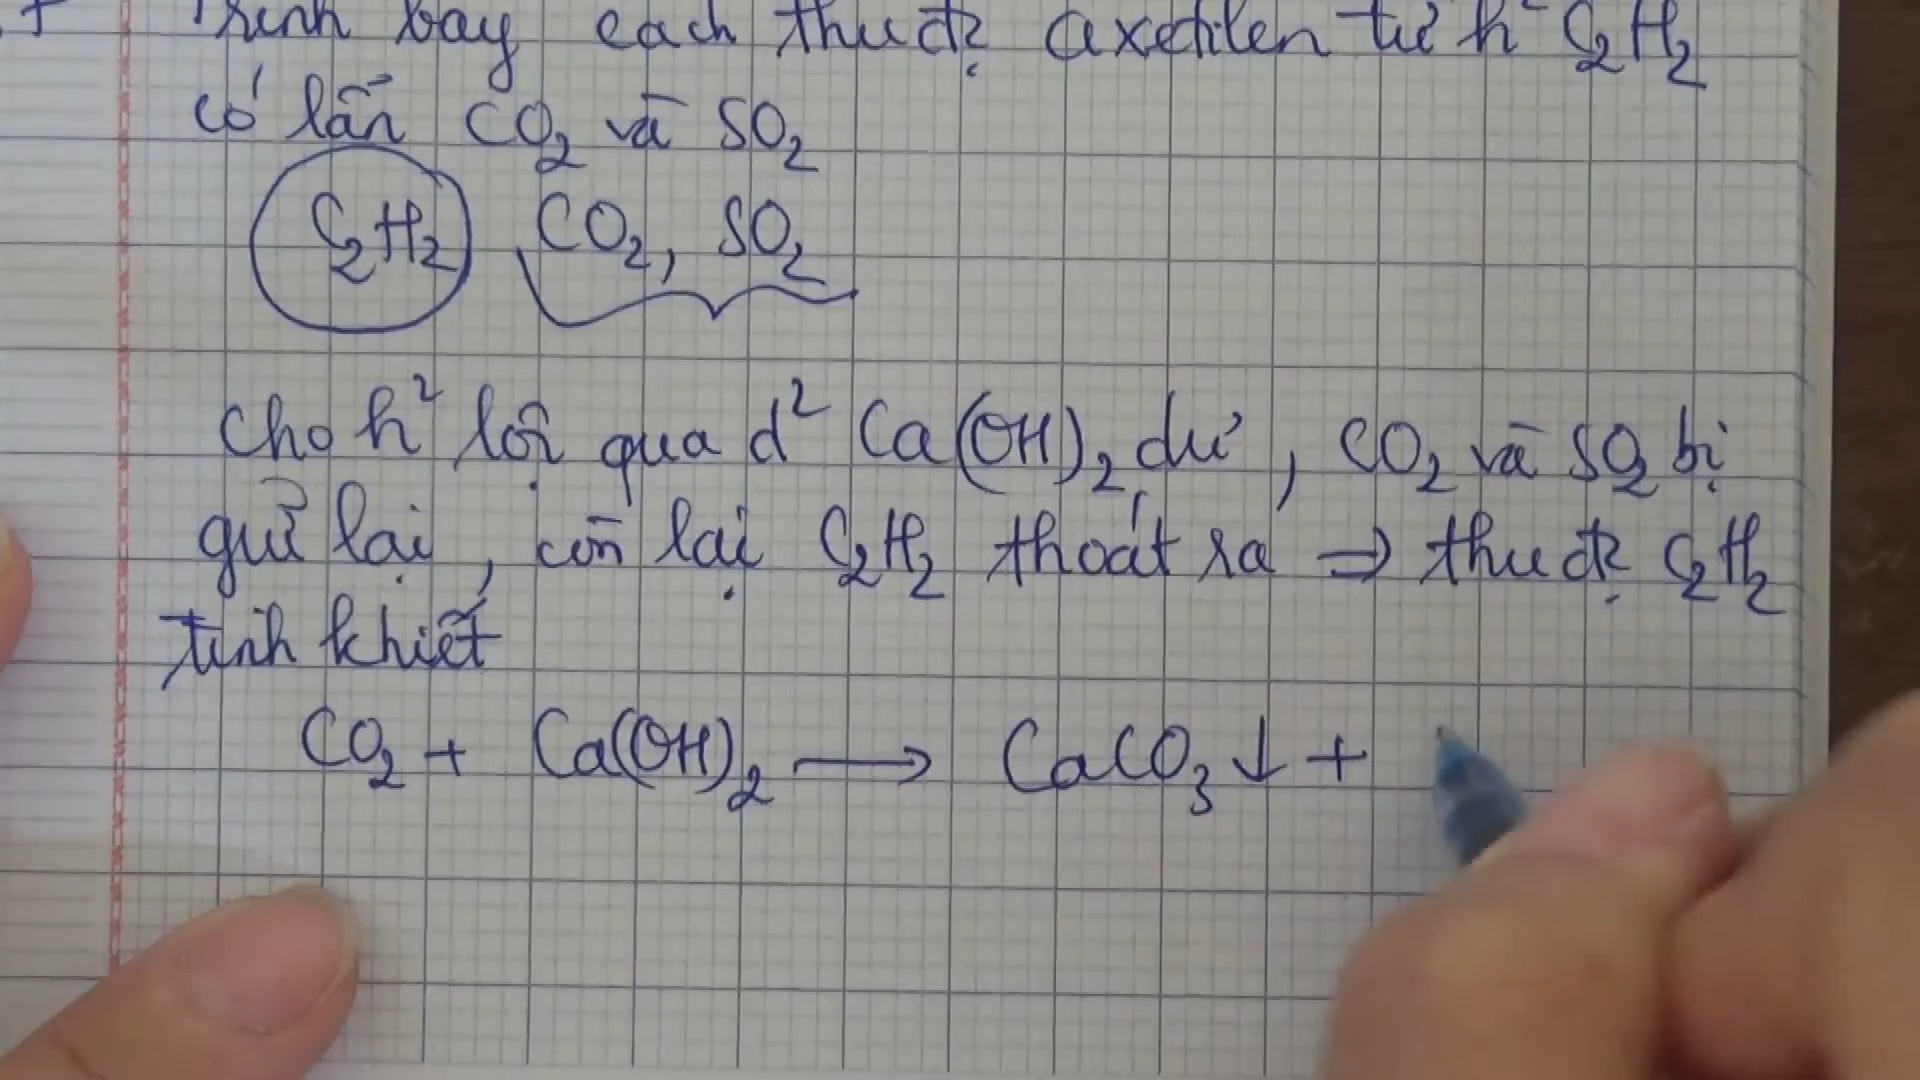 Trình bày cách thu đc axetilen từ h² C₂H₂
có lẫn CO₂ và SO₂
C₂H₂ CO₂, SO₂
Cho h² lội qua d² Ca(OH)₂ dư, CO₂ và SO₂ bị
giữ lại, còn lại C₂H₂ thoát ra ⇒ thu đc C₂H₂
tinh khiết
CO₂ + Ca(OH)₂ ⟶ CaCO₃↓ +